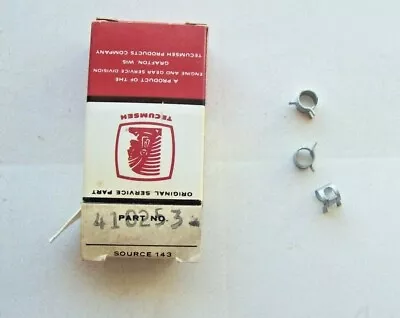 A PRODUCT OF THE
ENGINE AND GEAR SERVICE DIVISION
GRAFTON, WIS.
TECUMSEH PRODUCTS COMPANY
TECUMSEH
ORIGINAL SERVICE PART
PART NO.
410253
SOURCE 143